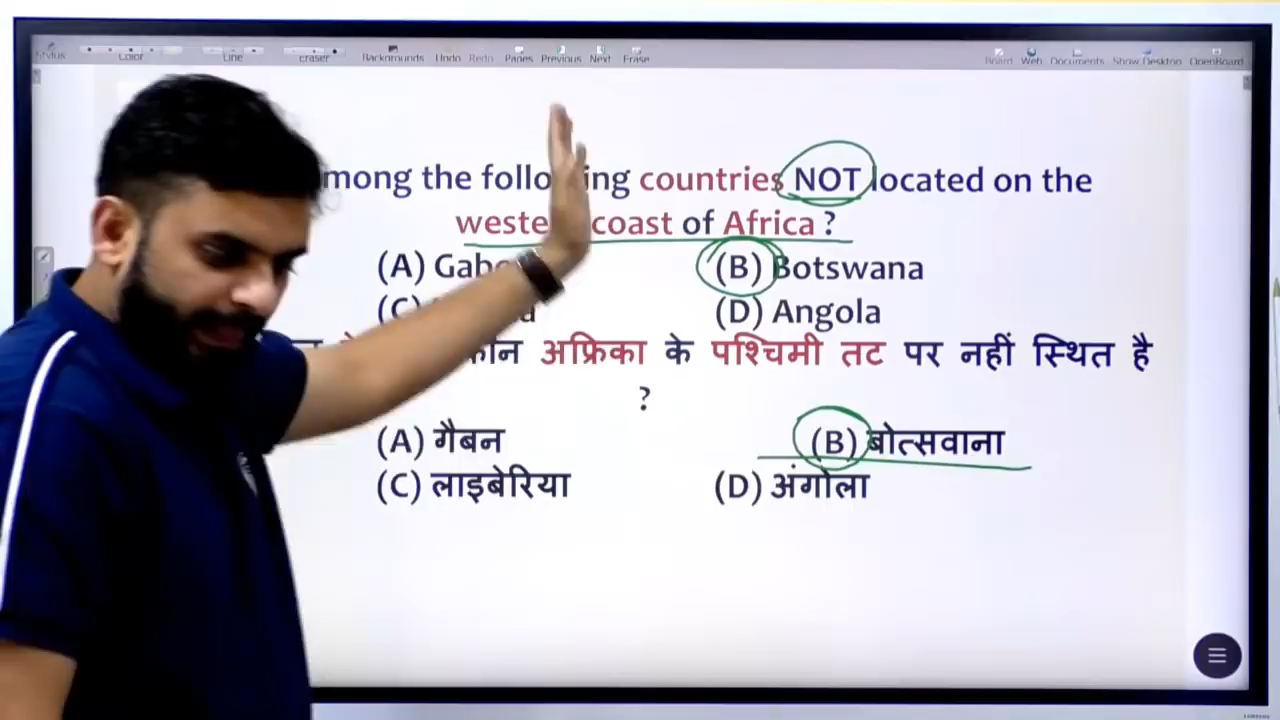 Stylus Color Line Eraser Backgrounds Undo Redo Pages Previous Next Erase Board Web Documents Show Desktop OpenBoard
mong the following countries NOT located on the
weste coast of Africa ?
(A) Gab (B) Botswana
(C) (D) Angola
अफ्रिका के पश्चिमी तट पर नहीं स्थित है
?
(A) गैबन (B) बोत्सवाना
(C) लाइबेरिया (D) अंगोला